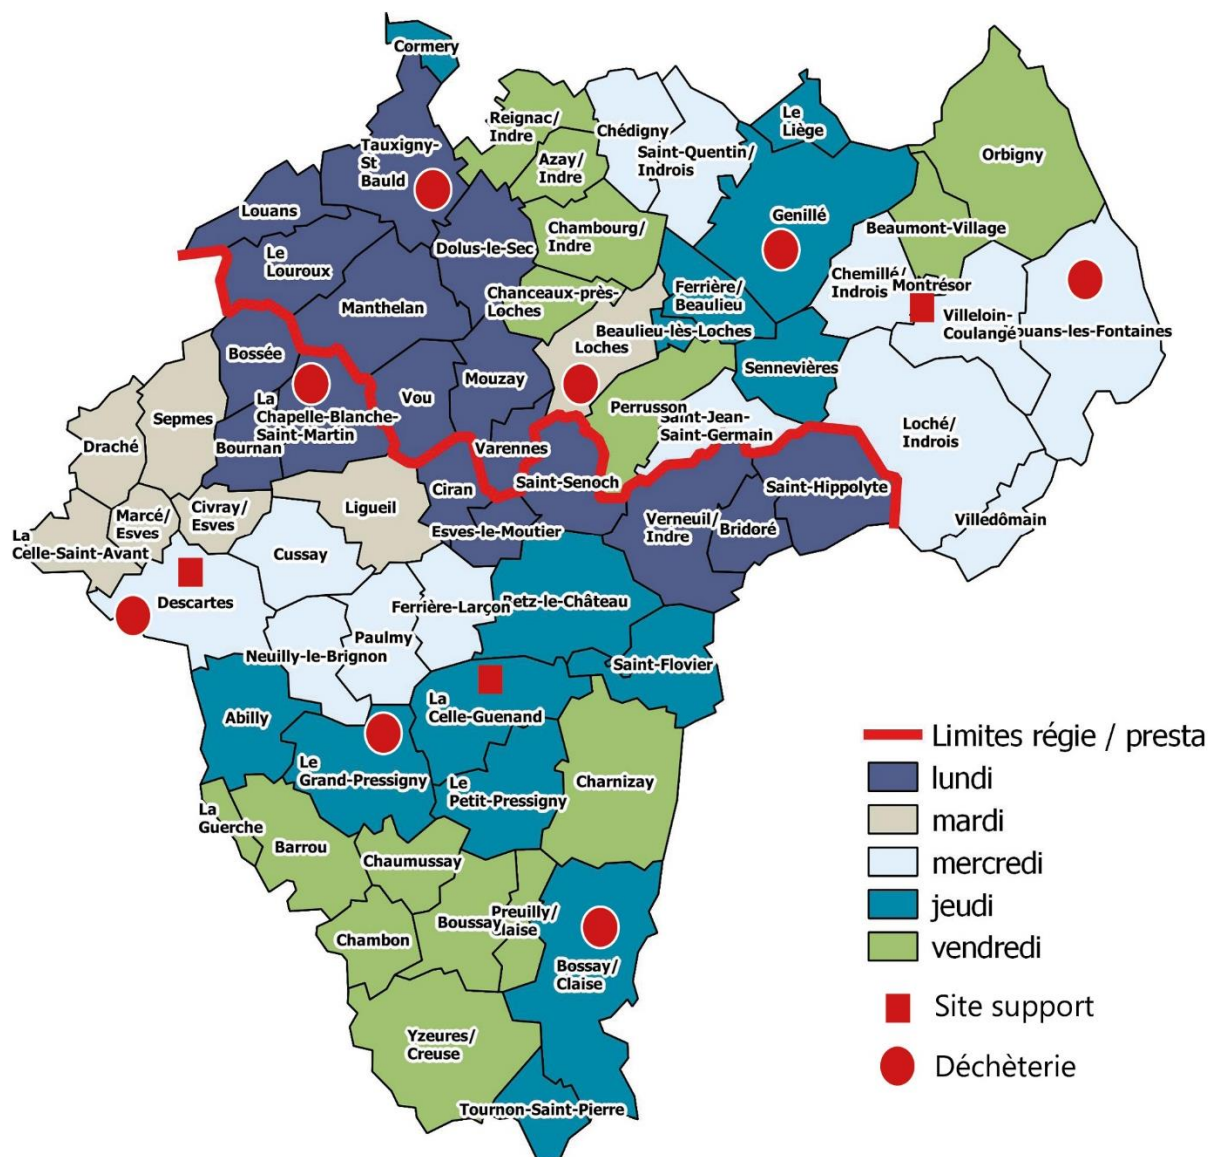 Cormery
Reignac/
Indre
Chédigny
Le
Liège
Tauxigny-
St
Bauld
Azay/
Indre
Saint-Quentin/
Indrois
Orbigny
Louans
Chambourg/
Indre
Genillé
Beaumont-Village
Dolus-le-Sec
Le
Louroux
Chemillé/
Indrois
Montrésor
Manthelan
Chanceaux-près-
Loches
Ferrière/
Beaulieu
Villeloin-
Coulangé
ouans-les-Fontaines
Beaulieu-lès-Loches
Loches
Bossée
Sennevières
Mouzay
Vou
La
Chapelle-Blanche-
Saint-Martin
Perrusson
Saint-Jean-
Saint-Germain
Loché/
Indrois
Sepmes
Draché
Bournan
Varennes
Saint-Senoch
Ciran
Saint-Hippolyte
Civray/
Esves
Ligueil
Marcé/
Esves
Verneuil/
Indre
Bridoré
Villedômain
La
Celle-Saint-Avant
Esves-le-Moutier
Cussay
Descartes
Ferrière-Larçon
Betz-le-Château
Paulmy
Neuilly-le-Brignon
Saint-Flovier
Abilly
La
Celle-Guenand
Le
Grand-Pressigny
Le
Petit-Pressigny
Charnizay
La
Guerche
Barrou
Chaumussay
Preuilly/
Claise
Boussay
Chambon
Bossay/
Claise
Yzeures/
Creuse
Tournon-Saint-Pierre
Limites régie / presta
lundi
mardi
mercredi
jeudi
vendredi
Site support
Déchèterie